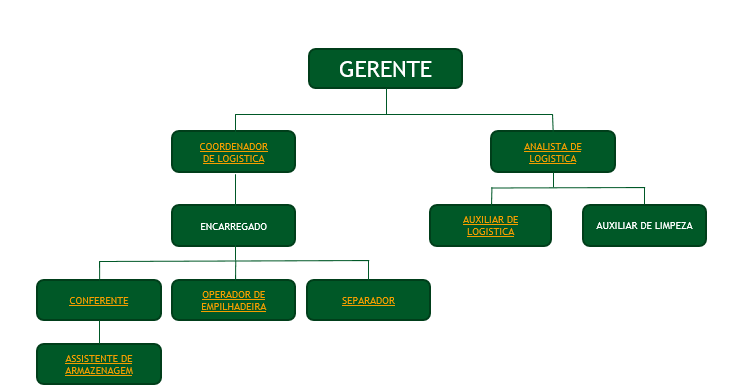 GERENTE
COORDENADOR
DE LOGISTICA
ANALISTA DE
LOGISTICA
ENCARREGADO
AUXILIAR DE
LOGISTICA
AUXILIAR DE LIMPEZA
CONFERENTE
OPERADOR DE
EMPILHADEIRA
SEPARADOR
ASSISTENTE DE
ARMAZENAGEM